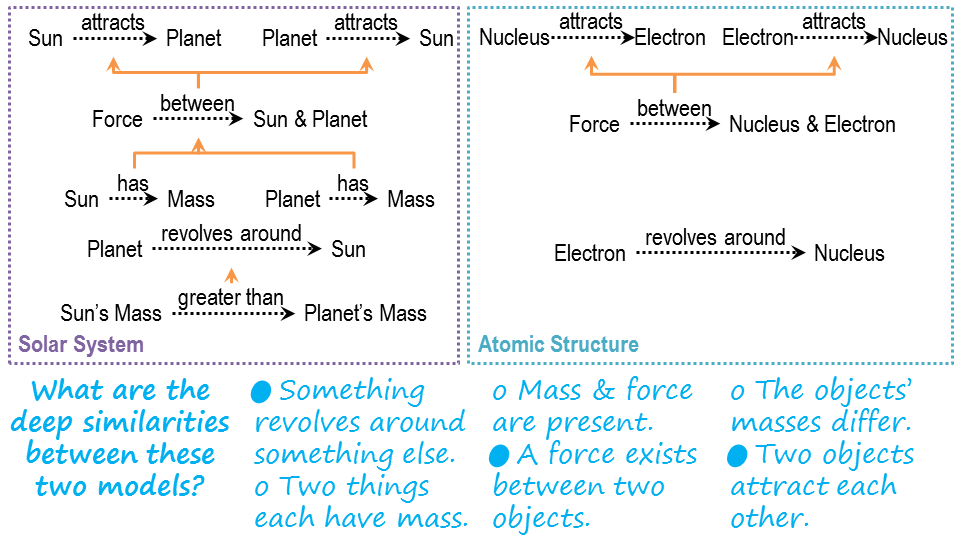 attracts attracts
Sun Planet Planet Sun
between
Force Sun & Planet
has has
Sun Mass Planet Mass
revolves around
Planet Sun
greater than
Sun's Mass Planet's Mass
Solar System
attracts attracts
Nucleus Electron Electron Nucleus
between
Force Nucleus & Electron
revolves around
Electron Nucleus
Atomic Structure
What are the
deep similarities
between these
two models?
● Something
revolves around
something else.
o Two things
each have mass.
o Mass & force
are present.
● A force exists
between two
objects.
o The objects'
masses differ.
● Two objects
attract each
other.